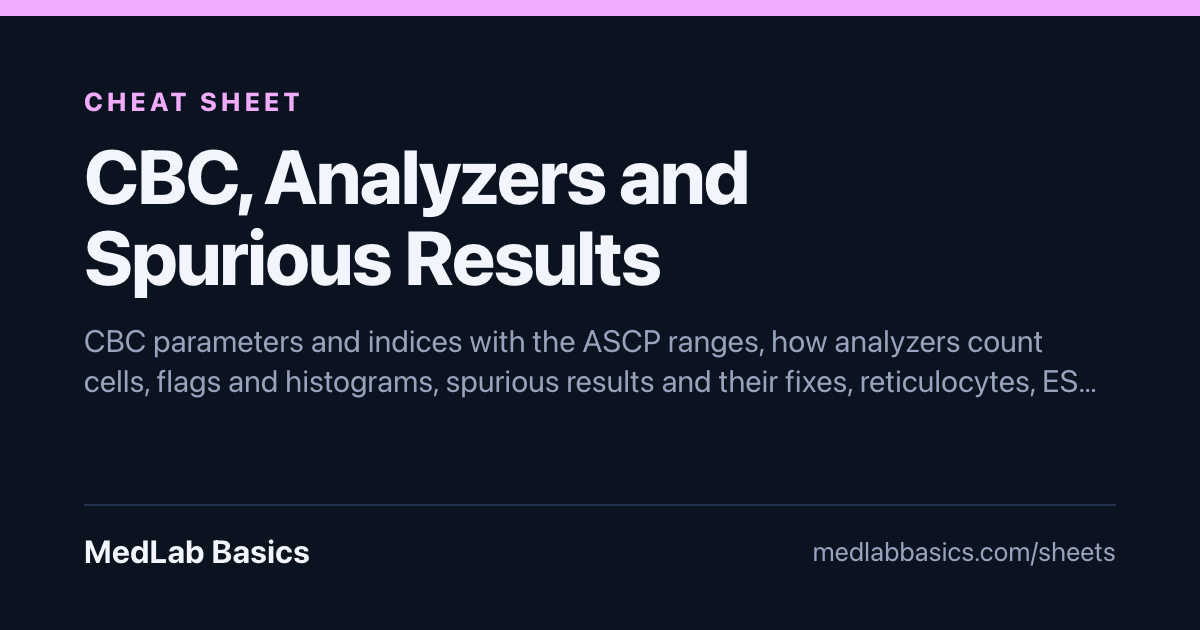 CHEAT SHEET
CBC, Analyzers and
Spurious Results
CBC parameters and indices with the ASCP ranges, how analyzers count
cells, flags and histograms, spurious results and their fixes, reticulocytes, ES...
MedLab Basics
medlabbasics.com/sheets